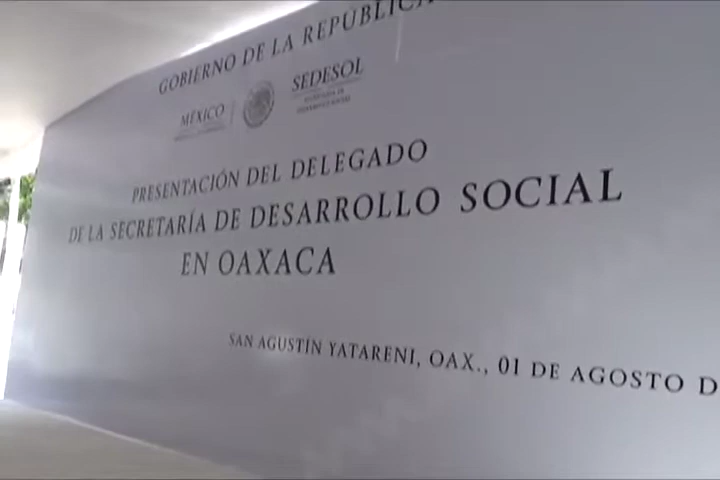 GOBIERNO DE LA REPÚBLICA
MÉXICO
SEDESOL
PRESENTACIÓN DEL DELEGADO
DE LA SECRETARÍA DE DESARROLLO SOCIAL
EN OAXACA
SAN AGUSTIN YATARENI, OAX., 01 DE AGOSTO D